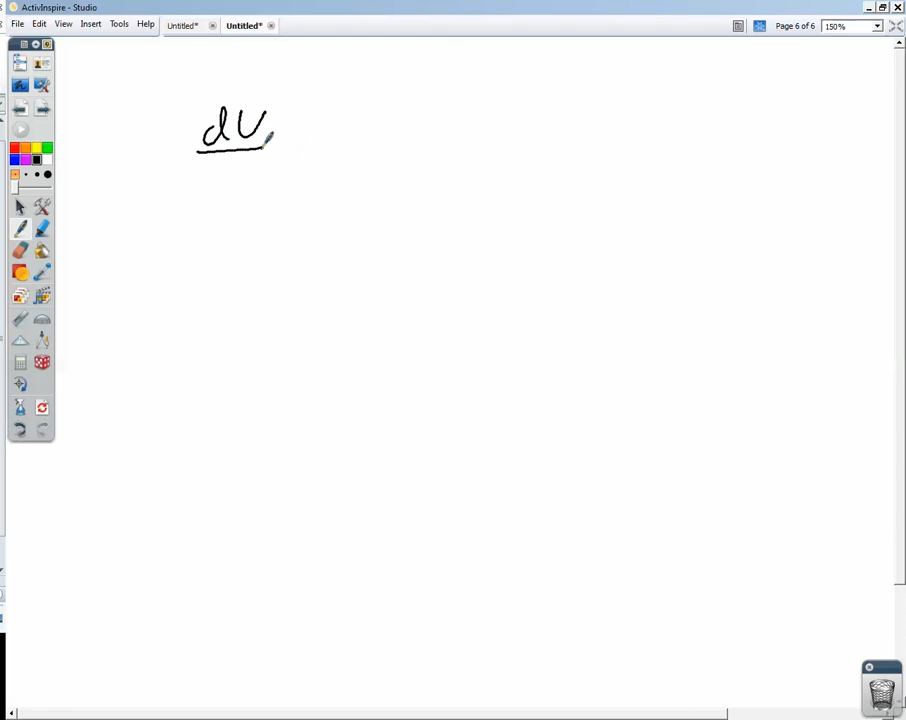 ActivInspire - Studio
File Edit View Insert Tools Help Untitled* Untitled* Page 6 of 6 150%
dV